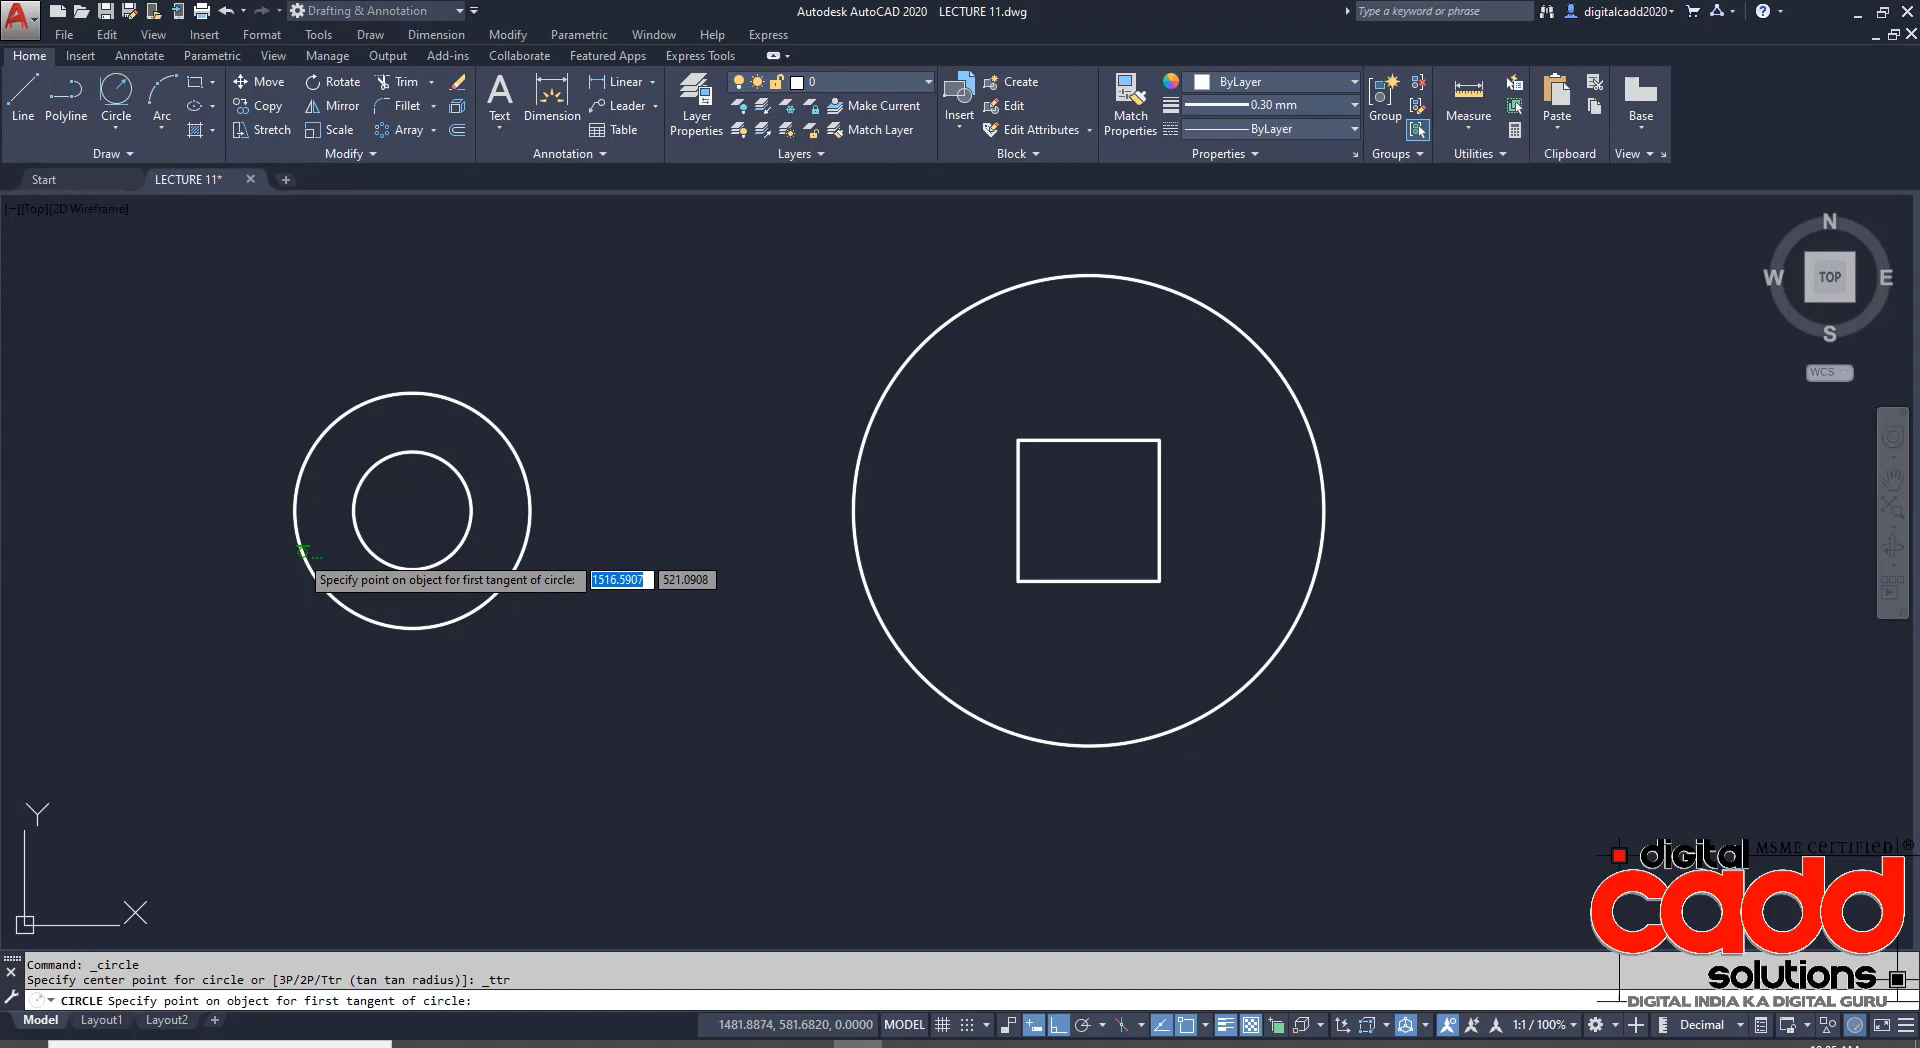 Drafting & Annotation
Autodesk AutoCAD 2020 LECTURE 11.dwg
Type a keyword or phrase
digitalcadd2020
File Edit View Insert Format Tools Draw Dimension Modify Parametric Window Help Express
Home Insert Annotate Parametric View Manage Output Add-ins Collaborate Featured Apps Express Tools
Move Rotate Trim
Linear
0
Create
ByLayer
Copy Mirror Fillet
Leader
Make Current
Edit
0.30 mm
Line Polyline Circle Arc
Text Dimension
Layer Properties
Insert
Match Properties
Group
Measure
Paste
Base
Stretch Scale Array
Table
Match Layer
Edit Attributes
ByLayer
Draw Modify Annotation Layers Block Properties Groups Utilities Clipboard View
Start LECTURE 11*
[−][Top][2D Wireframe]
N
W TOP E
S
WCS
Specify point on object for first tangent of circle: 1516.5907 521.0908
Y
X
digital MSME CERTIFIED ®
cadd
solutions
DIGITAL INDIA KA DIGITAL GURU
Command: _circle
Specify center point for circle or [3P/2P/Ttr (tan tan radius)]: _ttr
CIRCLE Specify point on object for first tangent of circle:
Model Layout1 Layout2
1481.8874, 581.6820, 0.0000 MODEL
1:1 / 100%
Decimal